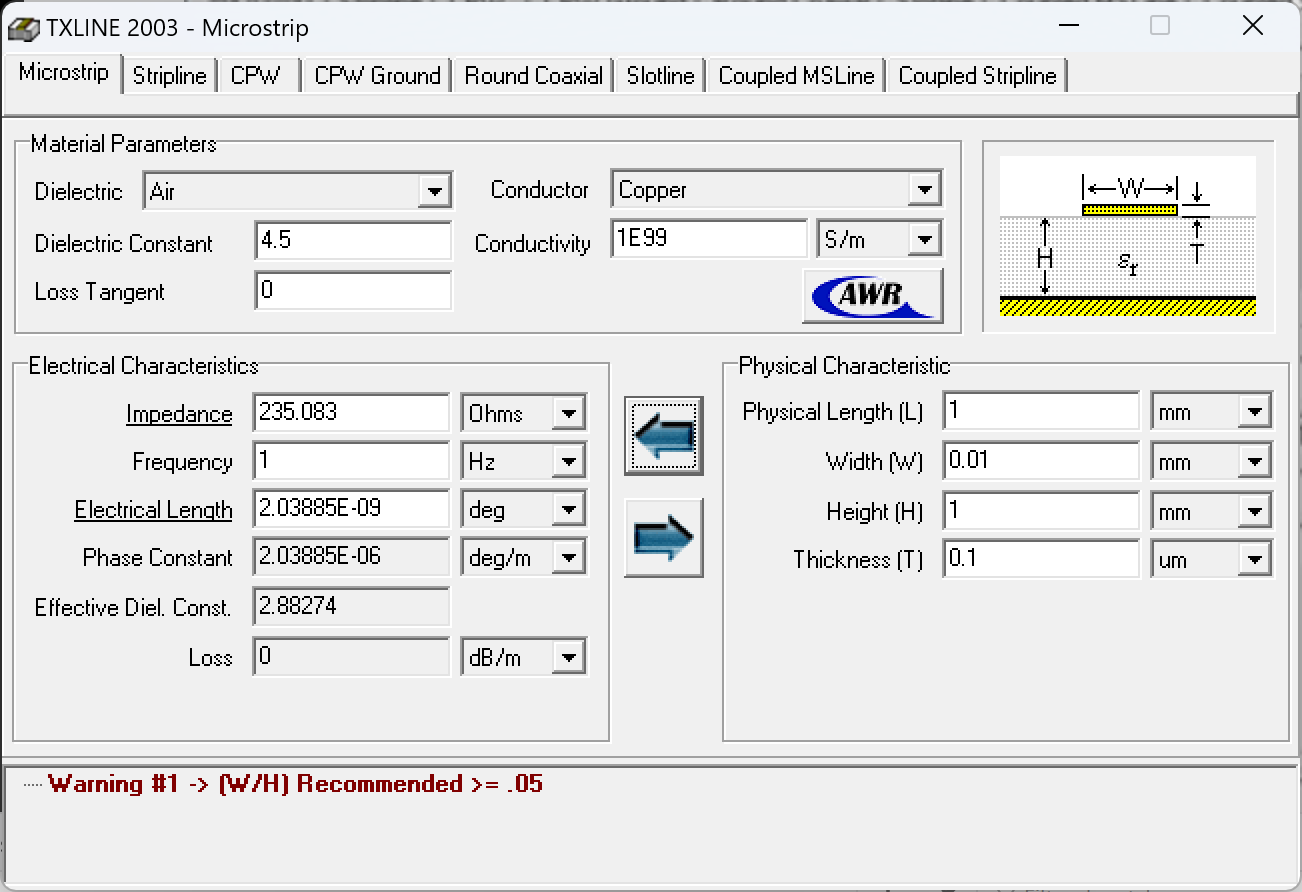 TXLINE 2003 - Microstrip
Microstrip Stripline CPW CPW Ground Round Coaxial Slotline Coupled MSLine Coupled Stripline
Material Parameters
Dielectric Air Conductor Copper
Dielectric Constant 4.5 Conductivity 1E99 S/m
Loss Tangent 0
AWR
W
H
T
εr
Electrical Characteristics
Impedance 235.083 Ohms
Frequency 1 Hz
Electrical Length 2.03885E-09 deg
Phase Constant 2.03885E-06 deg/m
Effective Diel. Const. 2.88274
Loss 0 dB/m
Physical Characteristic
Physical Length (L) 1 mm
Width (W) 0.01 mm
Height (H) 1 mm
Thickness (T) 0.1 um
Warning #1 -> (W/H) Recommended >= .05